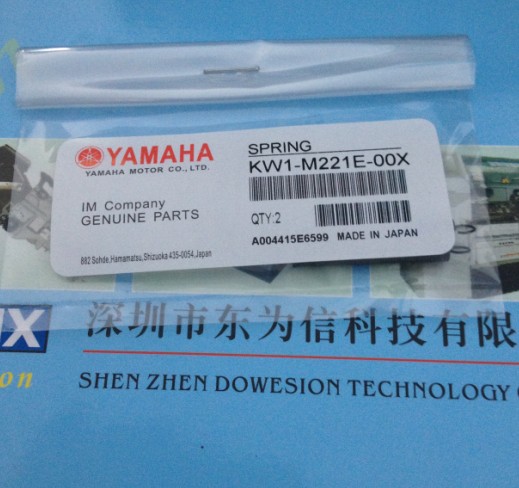 YAMAHA
YAMAHA MOTOR CO., LTD.
IM Company
GENUINE PARTS
882 Sohde,Hamamatsu,Shizuoka 435-0054,Japan
SPRING
KW1-M221E-00X
QTY:2
A004415E6599 MADE IN JAPAN
深圳市东为信科技有限
SHEN ZHEN DOWESION TECHNOLOGY